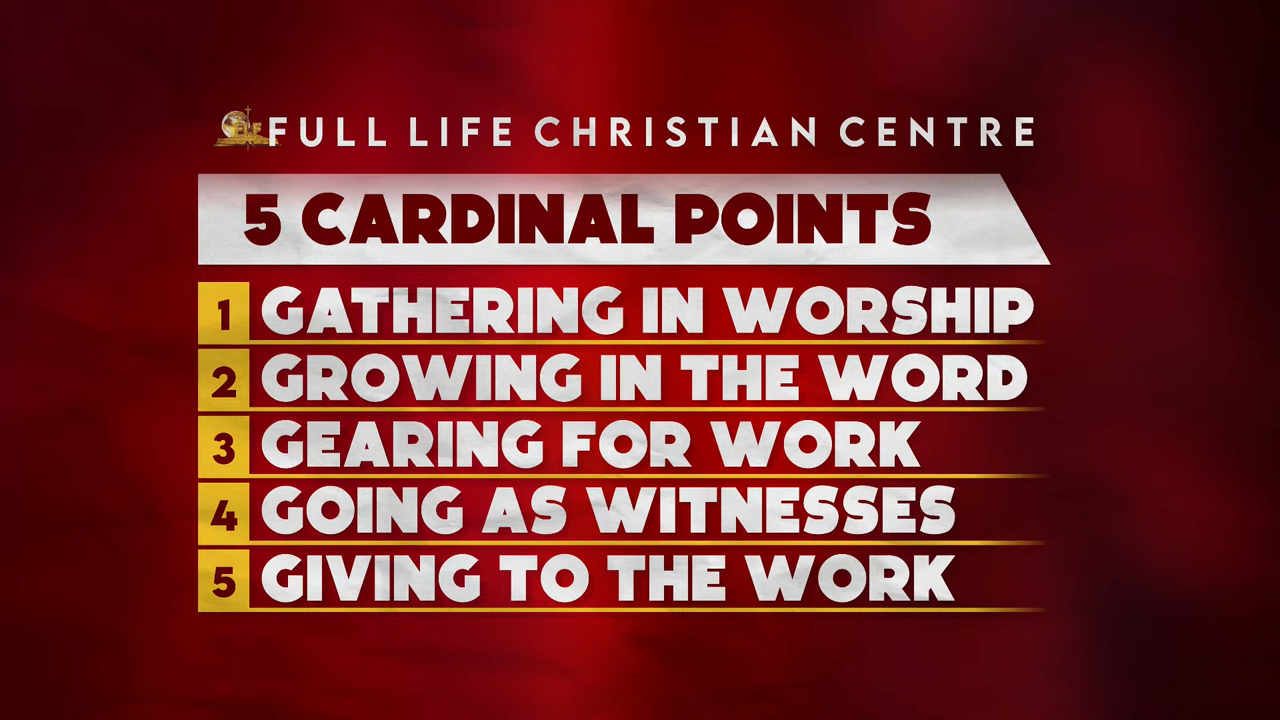 FULL LIFE CHRISTIAN CENTRE
5 CARDINAL POINTS
1 GATHERING IN WORSHIP
2 GROWING IN THE WORD
3 GEARING FOR WORK
4 GOING AS WITNESSES
5 GIVING TO THE WORK